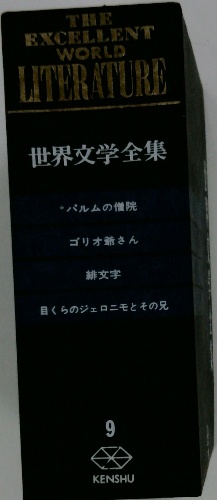 THE
EXCELLENT
WORLD
LITERATURE
世界文学全集
パルムの僧院
ゴリオ爺さん
緋文字
目くらのジェロニモとその兄
9
KENSHU